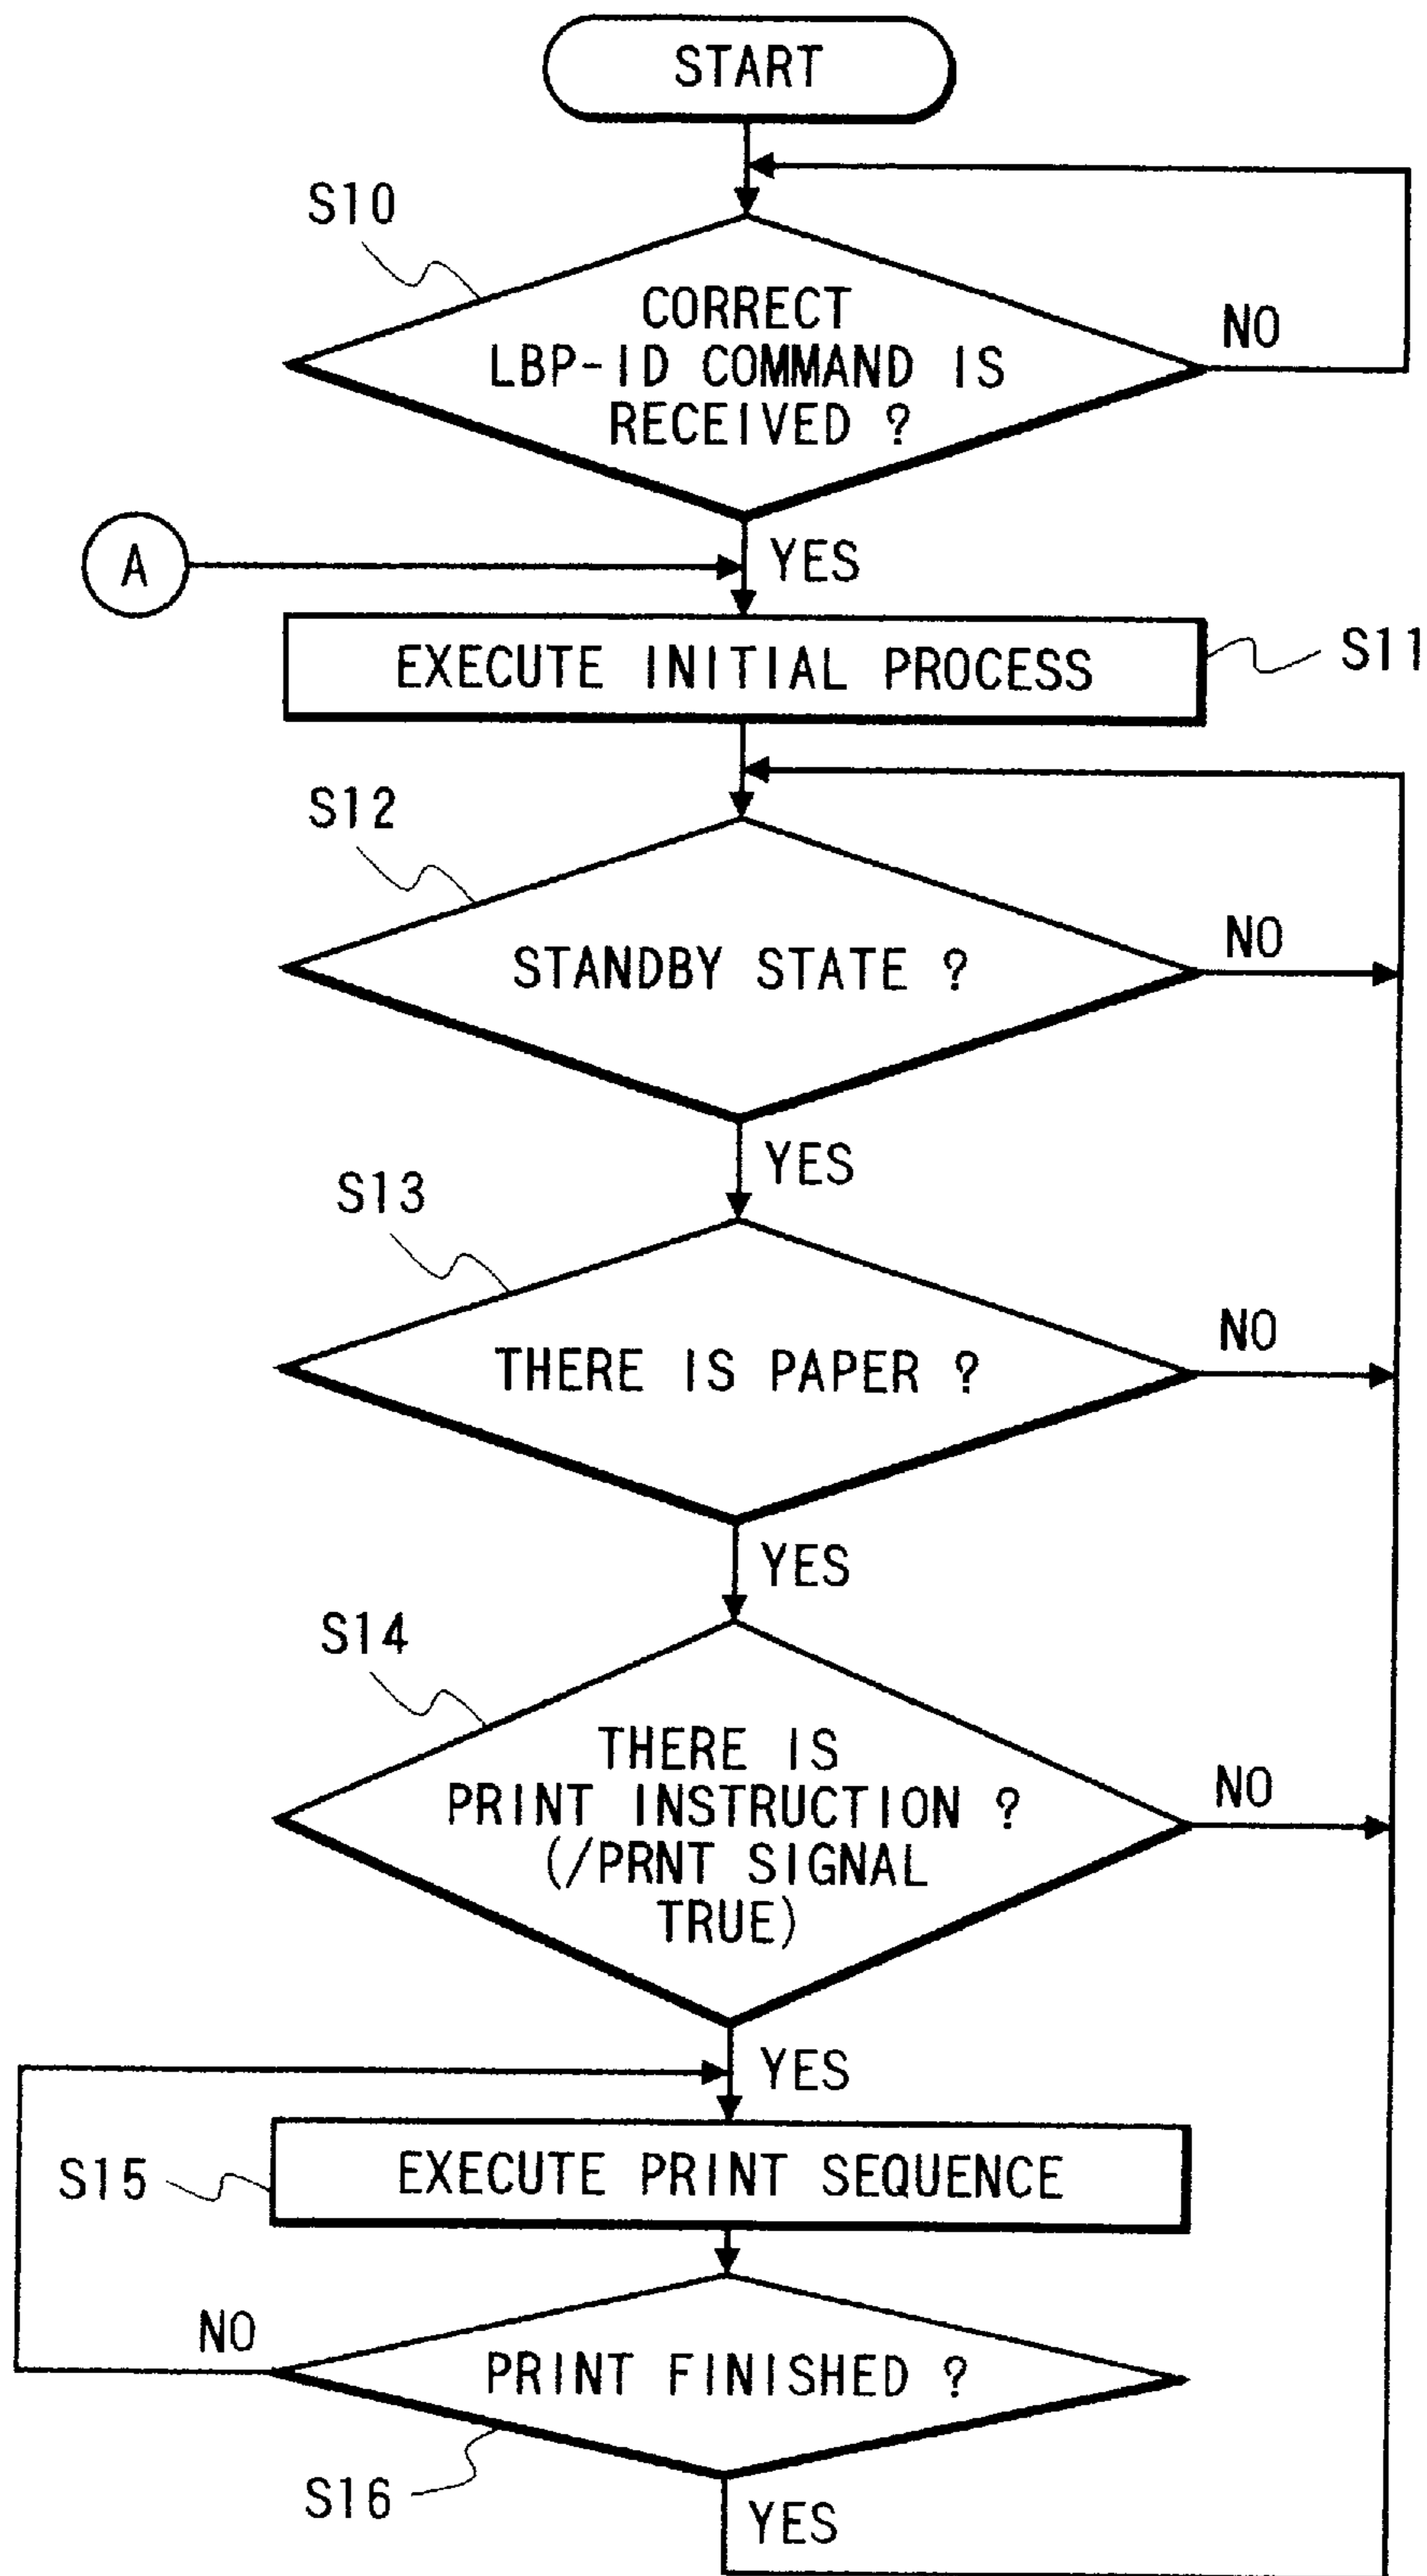 START
S10
CORRECT
LBP-ID COMMAND IS
RECEIVED ?
NO
A
YES
EXECUTE INITIAL PROCESS
S11
S12
STANDBY STATE ?
NO
YES
S13
THERE IS PAPER ?
NO
YES
S14
THERE IS
PRINT INSTRUCTION ?
(/PRNT SIGNAL
TRUE)
NO
YES
S15
EXECUTE PRINT SEQUENCE
NO
PRINT FINISHED ?
S16
YES